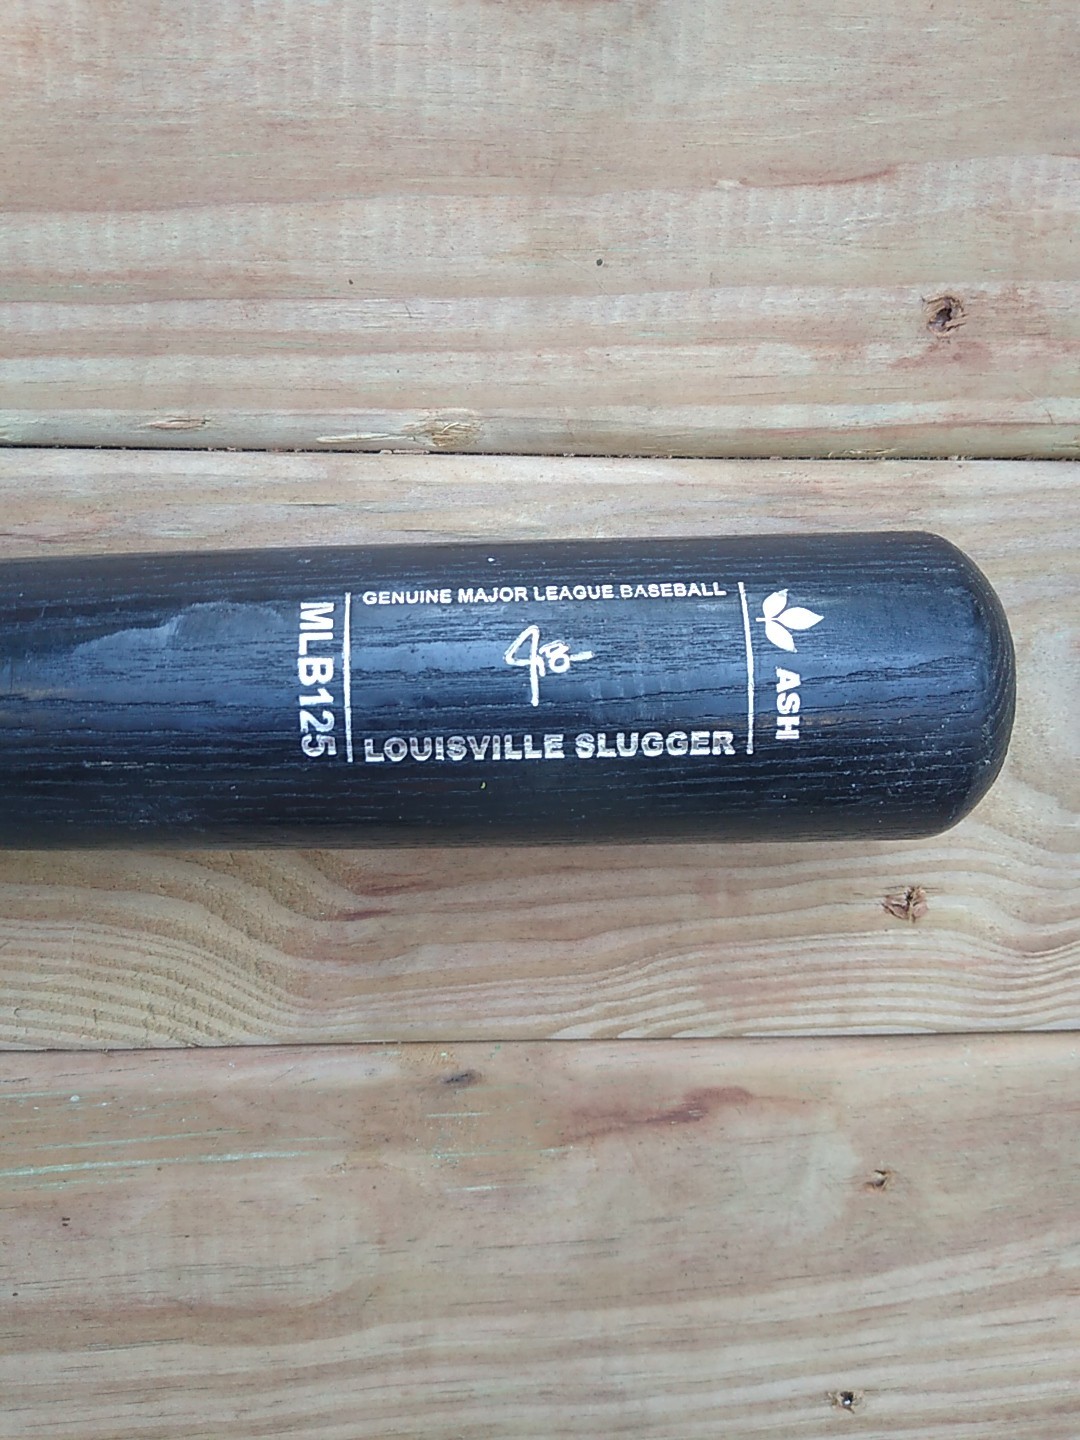 GENUINE MAJOR LEAGUE BASEBALL
MLB125
LOUISVILLE SLUGGER
ASH